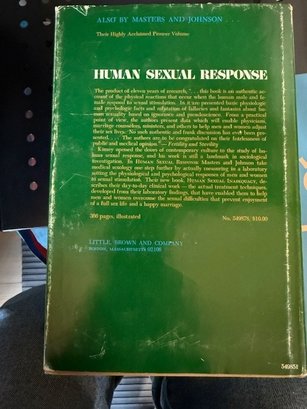 ALSO BY MASTERS AND JOHNSON
Their Highly Acclaimed Pioneer Volume
HUMAN SEXUAL RESPONSE
The product of eleven years of research, ". . . this book is an authentic ac-
count of the physical reactions that occur when the human male and fe-
male respond to sexual stimulation. . . . In it are presented basic physiologic
and psychologic facts and refutation of fallacies and fantasies about hu-
man sexuality based on ignorance and pseudoscience. From a practical
point of view, the authors present data which will enable physicians,
marriage counselors, ministers, and others to help men and women adjust
their sex lives. No such authentic and frank discussion has ever been pre-
sented. . . . The authors are to be congratulated on their forefrontness of
public and medical opinion." — Fertility and Sterility
Kinsey opened the doors of contemporary culture to the study of hu-
man sexual response, and his work is still a landmark in sociological
investigation. In HUMAN SEXUAL RESPONSE Masters and Johnson take
medical sexology one step further by actually measuring in a laboratory
setting the physiological and psychological responses of men and women
to sexual stimulation. Their new book, HUMAN SEXUAL INADEQUACY, de-
scribes their day-to-day clinical work — the actual treatment techniques,
developed from their laboratory findings, that have enabled them to help
men and women overcome the sexual difficulties that prevent enjoyment
of a full sex life and a happy marriage.
366 pages, illustrated
No. 549878, $10.00
LITTLE, BROWN AND COMPANY
BOSTON, MASSACHUSETTS 02106
549851